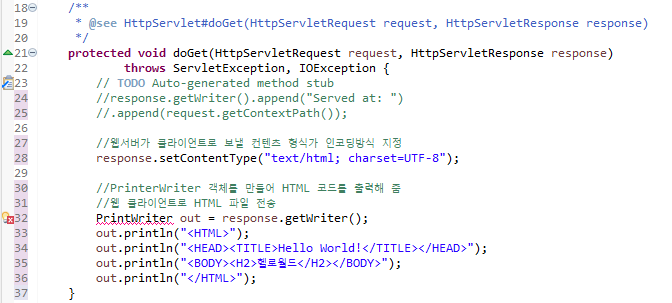 18 /**
19 * @see HttpServlet#doGet(HttpServletRequest request, HttpServletResponse response)
20 */
21 protected void doGet(HttpServletRequest request, HttpServletResponse response)
22 throws ServletException, IOException {
23 // TODO Auto-generated method stub
24 //response.getWriter().append("Served at: ")
25 //.append(request.getContextPath());
26
27 //웹서버가 클라이언트로 보낼 컨텐츠 형식가 인코딩방식 지정
28 response.setContentType("text/html; charset=UTF-8");
29
30 //PrinterWriter 객체를 만들어 HTML 코드를 출력해 줌
31 //웹 클라이언트로 HTML 파일 전송
32 PrintWriter out = response.getWriter();
33 out.println("<HTML>");
34 out.println("<HEAD><TITLE>Hello World!</TITLE></HEAD>");
35 out.println("<BODY><H2>헬로월드</H2></BODY>");
36 out.println("</HTML>");
37 }